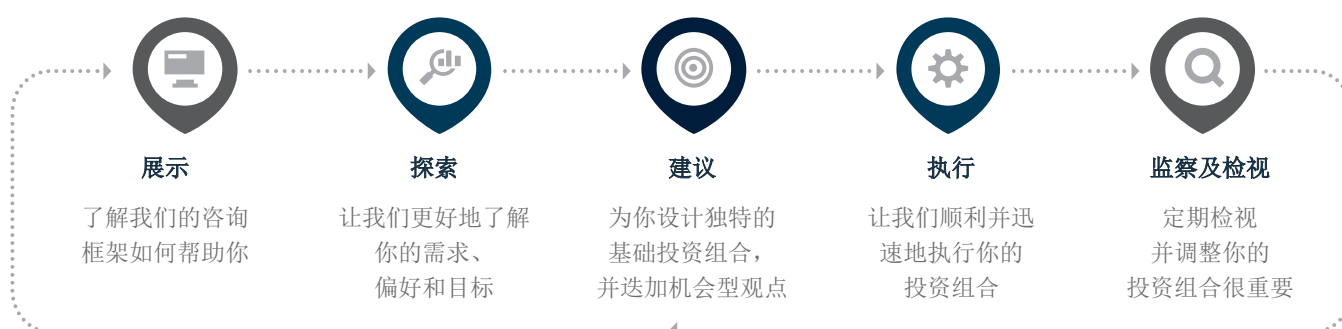 展示
了解我们的咨询
框架如何帮助你
探索
让我们更好地了解
你的需求、
偏好和目标
建议
为你设计独特的
基础投资组合，
并迭加机会型观点
执行
让我们顺利并迅
速地执行你的
投资组合
监察及检视
定期检视
并调整你的
投资组合很重要